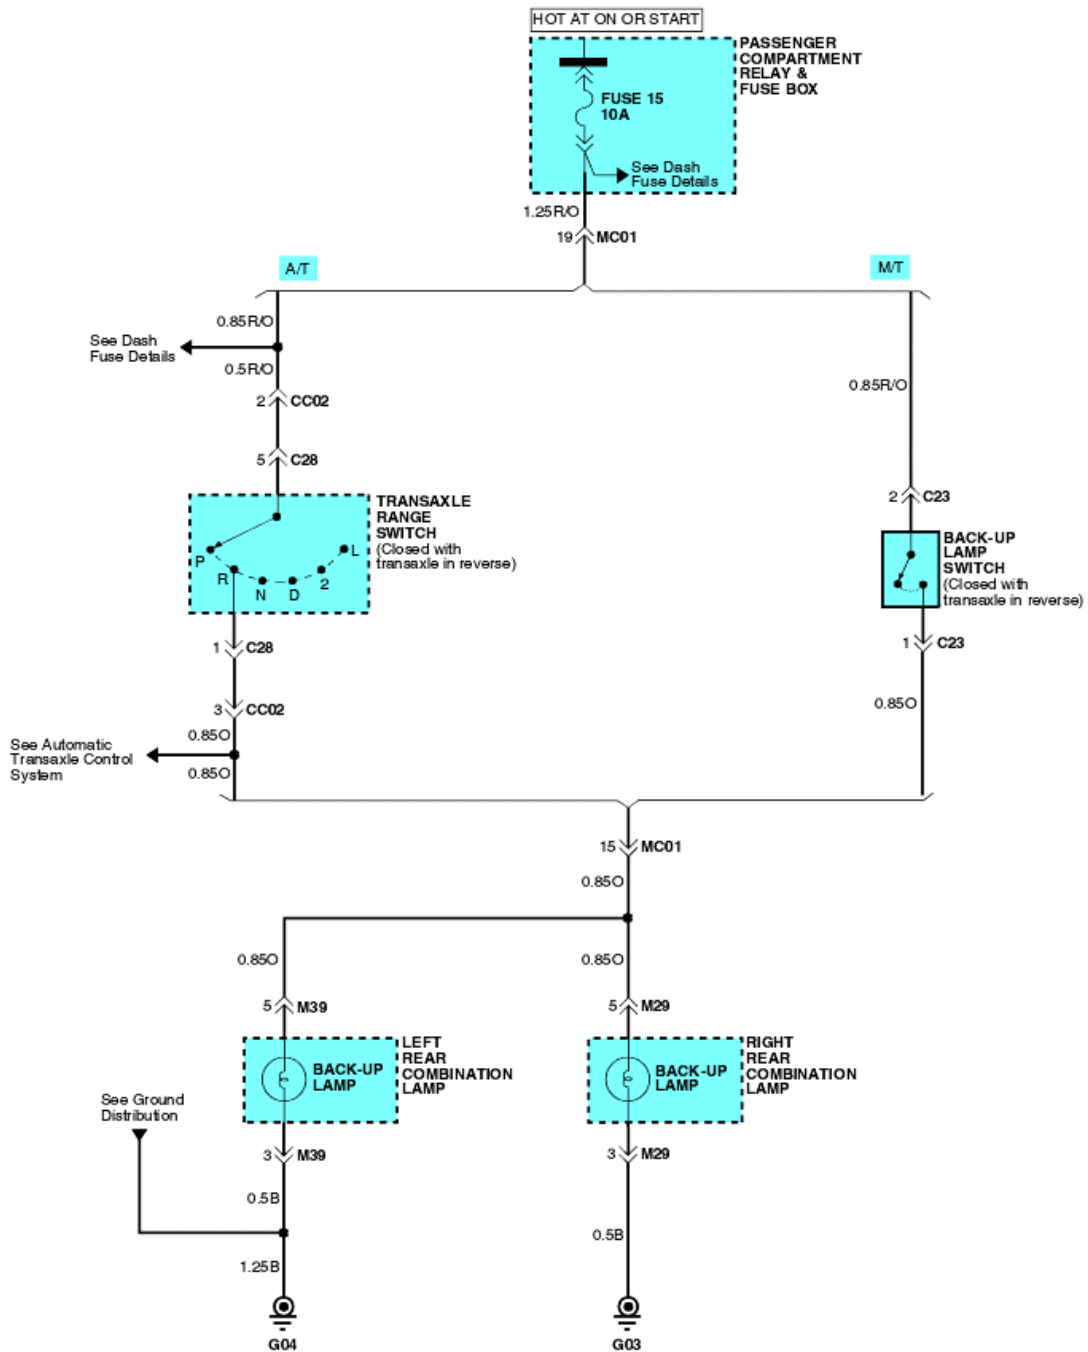 HOT AT ON OR START
PASSENGER
COMPARTMENT
RELAY &
FUSE BOX
FUSE 15
10A
See Dash
Fuse Details
1.25R/O
19 MC01
A/T
M/T
0.85R/O
See Dash
Fuse Details
0.5R/O
0.85R/O
2 CC02
5 C28
2 C23
TRANSAXLE
RANGE
SWITCH
(Closed with
transaxle in reverse)
P
R
N
D
2
L
BACK-UP
LAMP
SWITCH
(Closed with
transaxle in reverse)
1 C28
1 C23
3 CC02
0.85O
0.85O
See Automatic
Transaxle Control
System
0.85O
15 MC01
0.85O
0.85O
0.85O
5 M39
5 M29
LEFT
REAR
COMBINATION
LAMP
BACK-UP
LAMP
RIGHT
REAR
COMBINATION
LAMP
BACK-UP
LAMP
See Ground
Distribution
3 M39
3 M29
0.5B
0.5B
1.25B
G04
G03